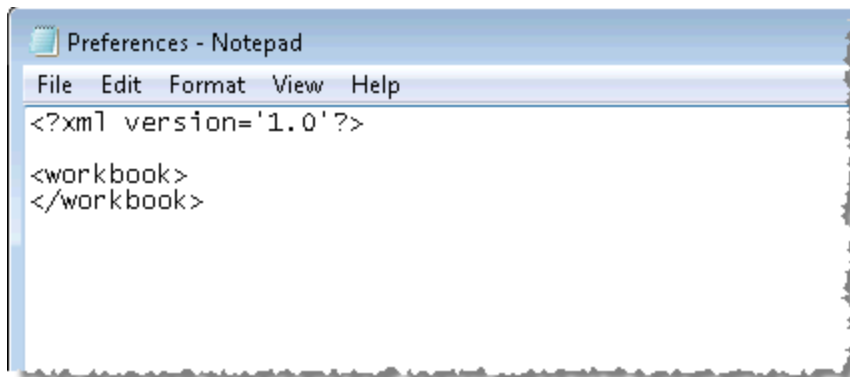 Preferences - Notepad
File Edit Format View Help
<?xml version='1.0'?>
<workbook>
</workbook>